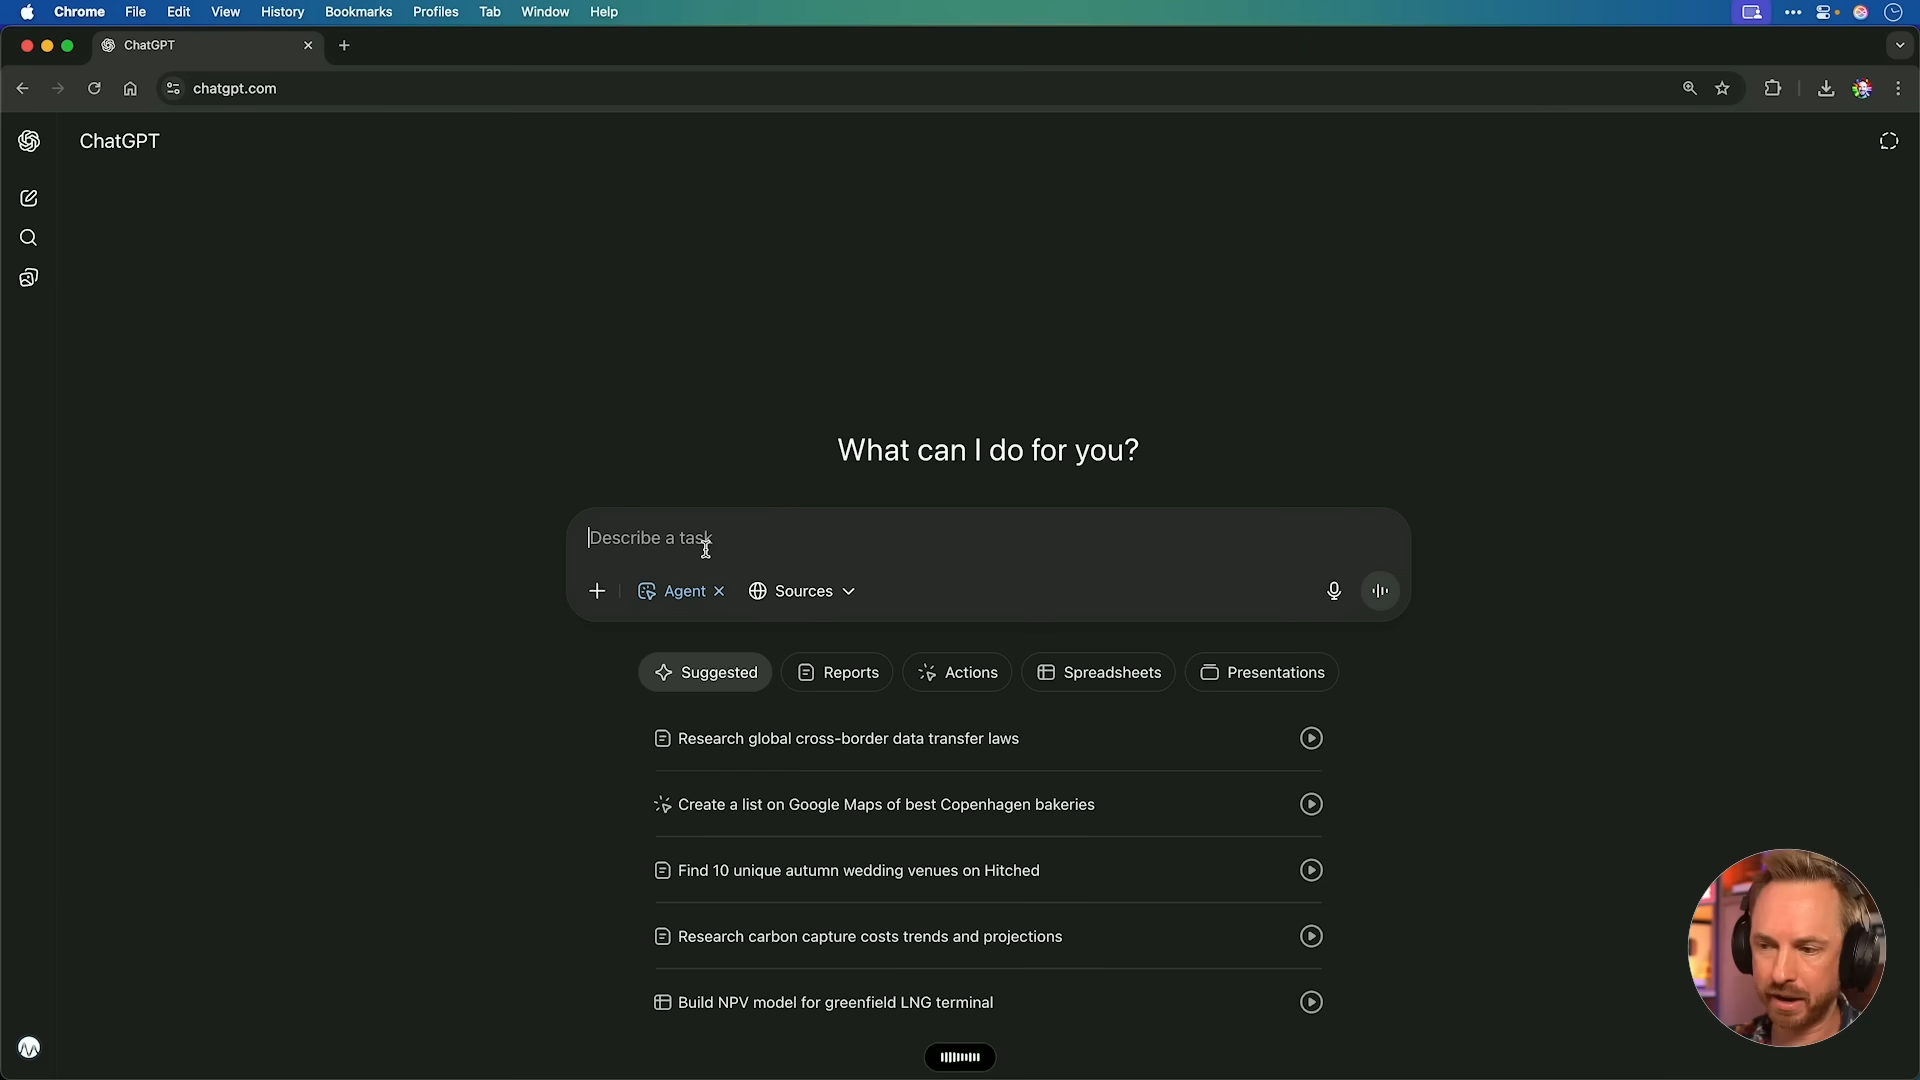 Chrome File Edit View History Bookmarks Profiles Tab Window Help
ChatGPT
chatgpt.com
ChatGPT
What can I do for you?
Describe a task
Agent Sources
Suggested Reports Actions Spreadsheets Presentations
Research global cross-border data transfer laws
Create a list on Google Maps of best Copenhagen bakeries
Find 10 unique autumn wedding venues on Hitched
Research carbon capture costs trends and projections
Build NPV model for greenfield LNG terminal